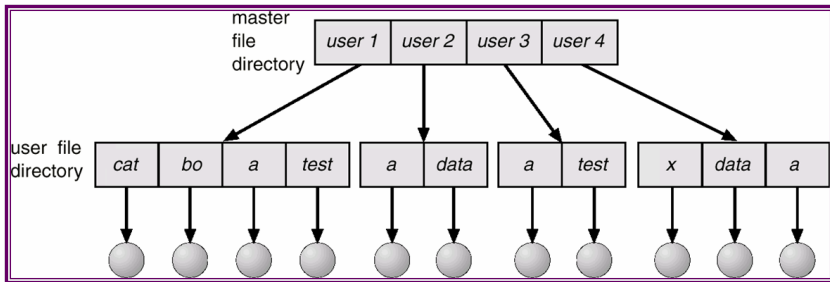 master
file
directory
user 1 user 2 user 3 user 4
user file
directory
cat bo a test a data a test x data a